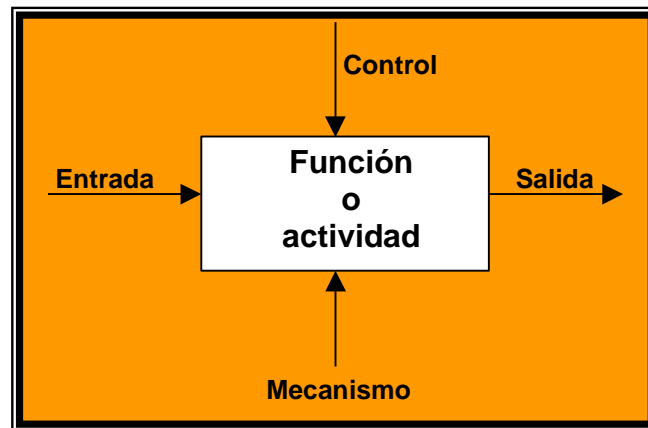 Control
Función
o
actividad
Entrada
Salida
Mecanismo